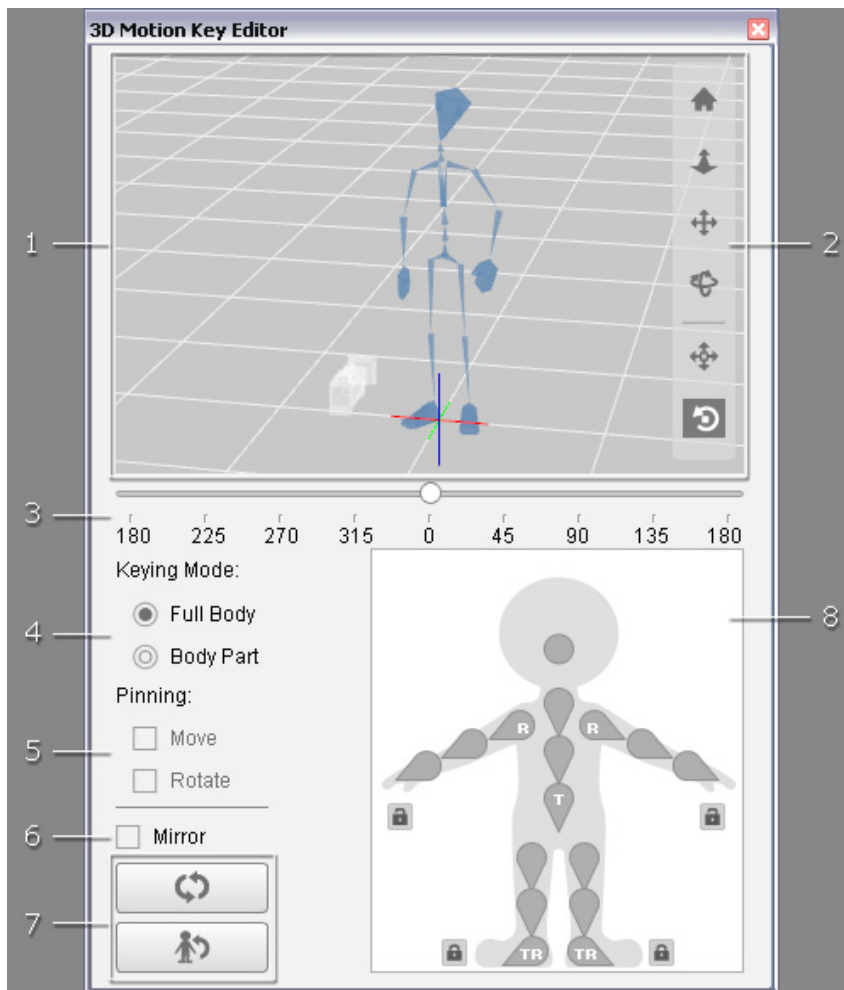 3D Motion Key Editor
1
2
3
180 225 270 315 0 45 90 135 180
Keying Mode:
4
Full Body
Body Part
Pinning:
5
Move
Rotate
6
Mirror
7
8
R R
T
TR TR